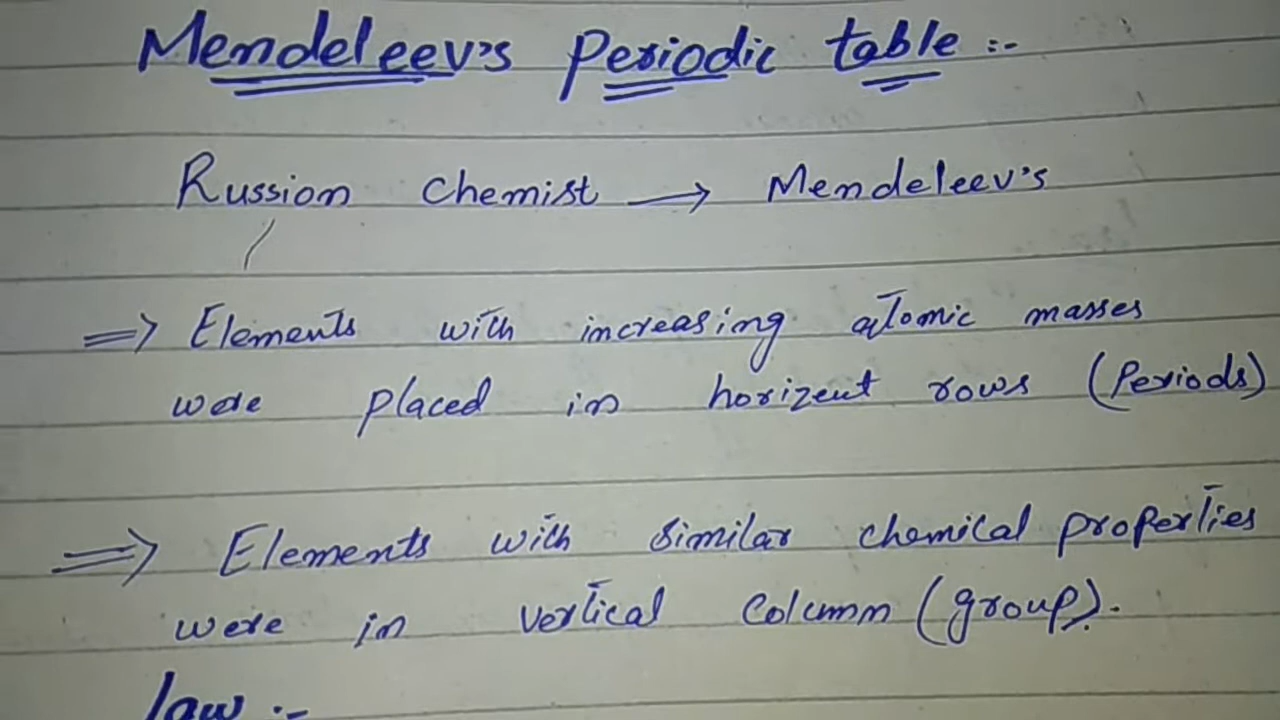 Mendeleev's Periodic table :-
Russion Chemist → Mendeleev's
⇒ Elements with increasing atomic masses
were placed in horizent rows (Periods)
⇒ Elements with similar chemical properties
were in vertical Column (group).
law :-